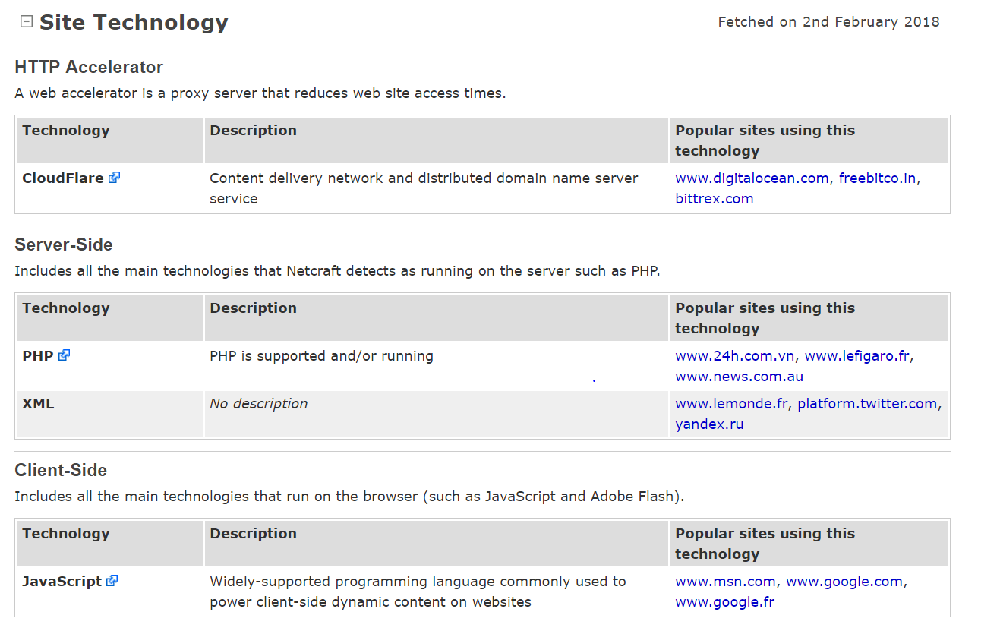 Site Technology
Fetched on 2nd February 2018
HTTP Accelerator
A web accelerator is a proxy server that reduces web site access times.
Technology
Description
Popular sites using this
technology
CloudFlare
Content delivery network and distributed domain name server
service
www.digitalocean.com, freebitco.in,
bittrex.com
Server-Side
Includes all the main technologies that Netcraft detects as running on the server such as PHP.
Technology
Description
Popular sites using this
technology
PHP
PHP is supported and/or running
www.24h.com.vn, www.lefigaro.fr,
www.news.com.au
XML
No description
www.lemonde.fr, platform.twitter.com,
yandex.ru
Client-Side
Includes all the main technologies that run on the browser (such as JavaScript and Adobe Flash).
Technology
Description
Popular sites using this
technology
JavaScript
Widely-supported programming language commonly used to
power client-side dynamic content on websites
www.msn.com, www.google.com,
www.google.fr